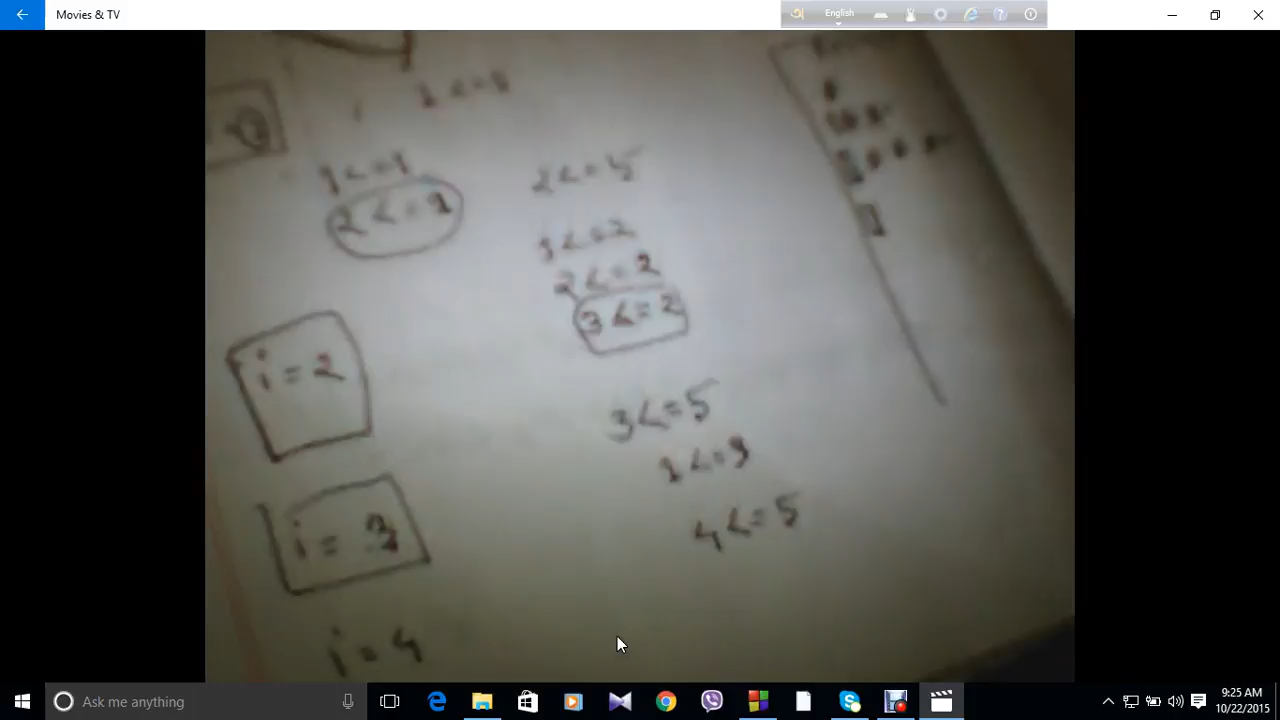 Movies & TV
English
1<=1
2<=1
2<=5
1<=2
2<=2
3<=2
i=2
3<=5
i=3
4<=5
i=4
Ask me anything
9:25 AM
10/22/2015